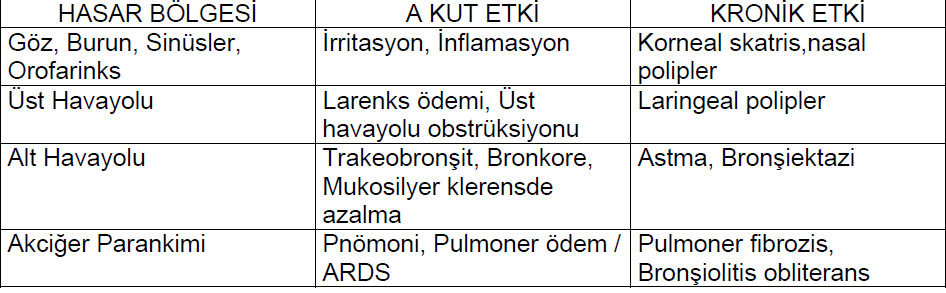 HASAR BÖLGESİ A KUT ETKİ KRONİK ETKİ
Göz, Burun, Sinüsler, Orofarinks
İrritasyon, İnflamasyon
Korneal skatris,nasal polipler
Üst Havayolu
Larenks ödemi, Üst havayolu obstrüksiyonu
Laringeal polipler
Alt Havayolu
Trakeobronşit, Bronkore, Mukosilyer klerensde azalma
Astma, Bronşiektazi
Akciğer Parankimi
Pnömoni, Pulmoner ödem / ARDS
Pulmoner fibrozis, Bronşiolitis obliterans